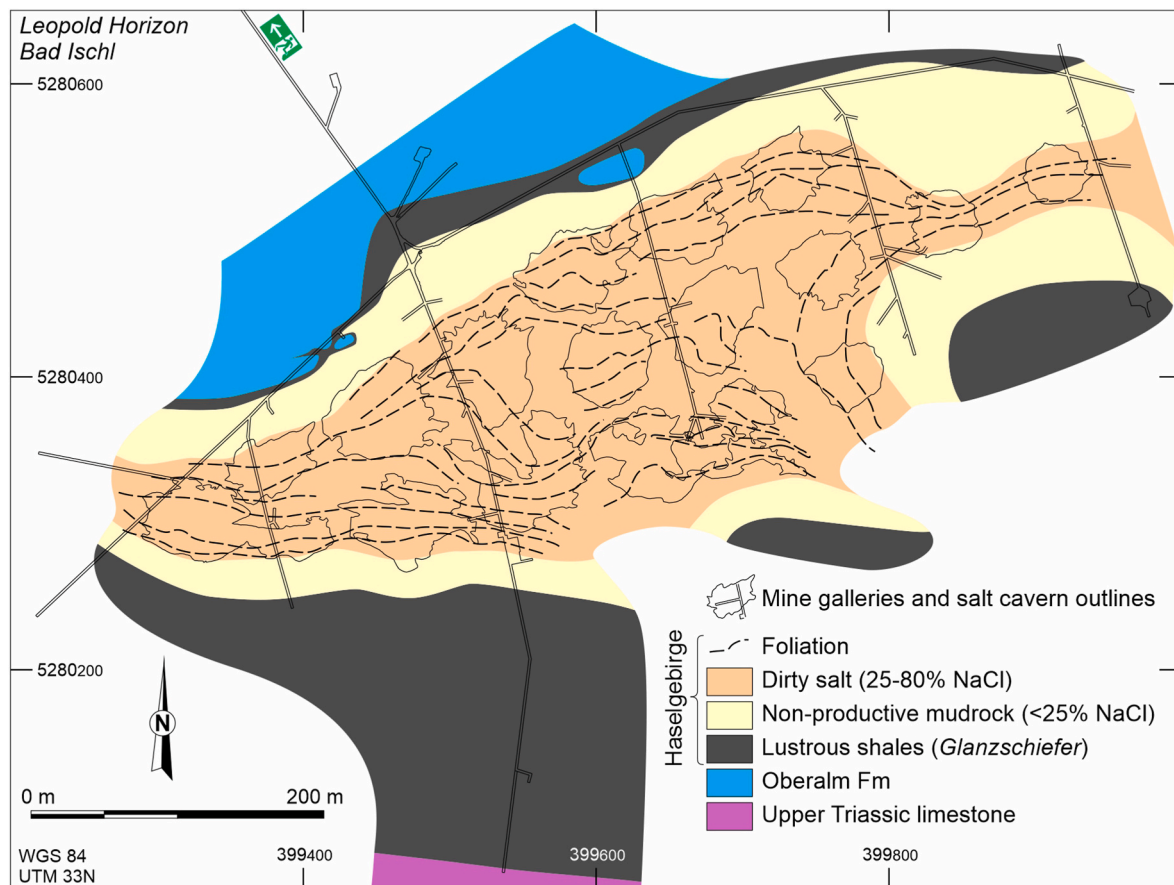 Leopold Horizon
Bad Ischl
5280600
5280400
5280200
N
0 m 200 m
WGS 84
UTM 33N
399400
399600
399800
Mine galleries and salt cavern outlines
Haselgebirge
Foliation
Dirty salt (25-80% NaCl)
Non-productive mudrock (<25% NaCl)
Lustrous shales (Glanzschiefer)
Oberalm Fm
Upper Triassic limestone